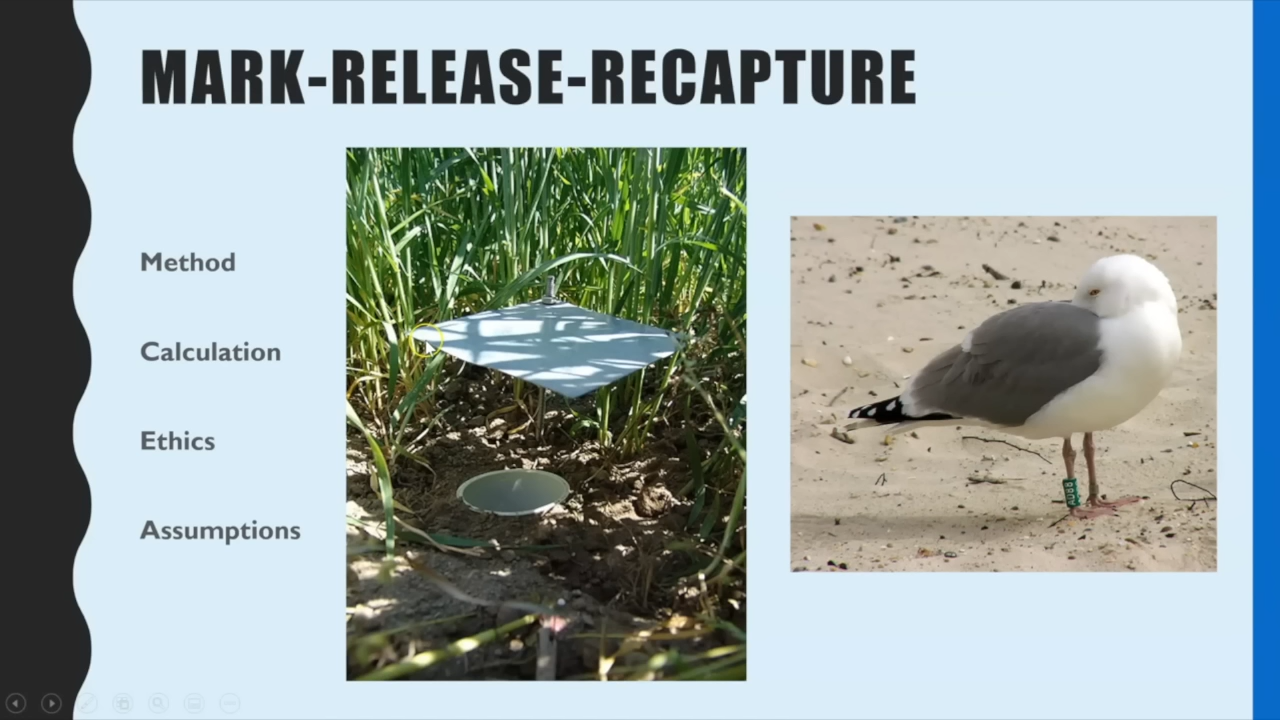 MARK-RELEASE-RECAPTURE
Method
Calculation
Ethics
Assumptions